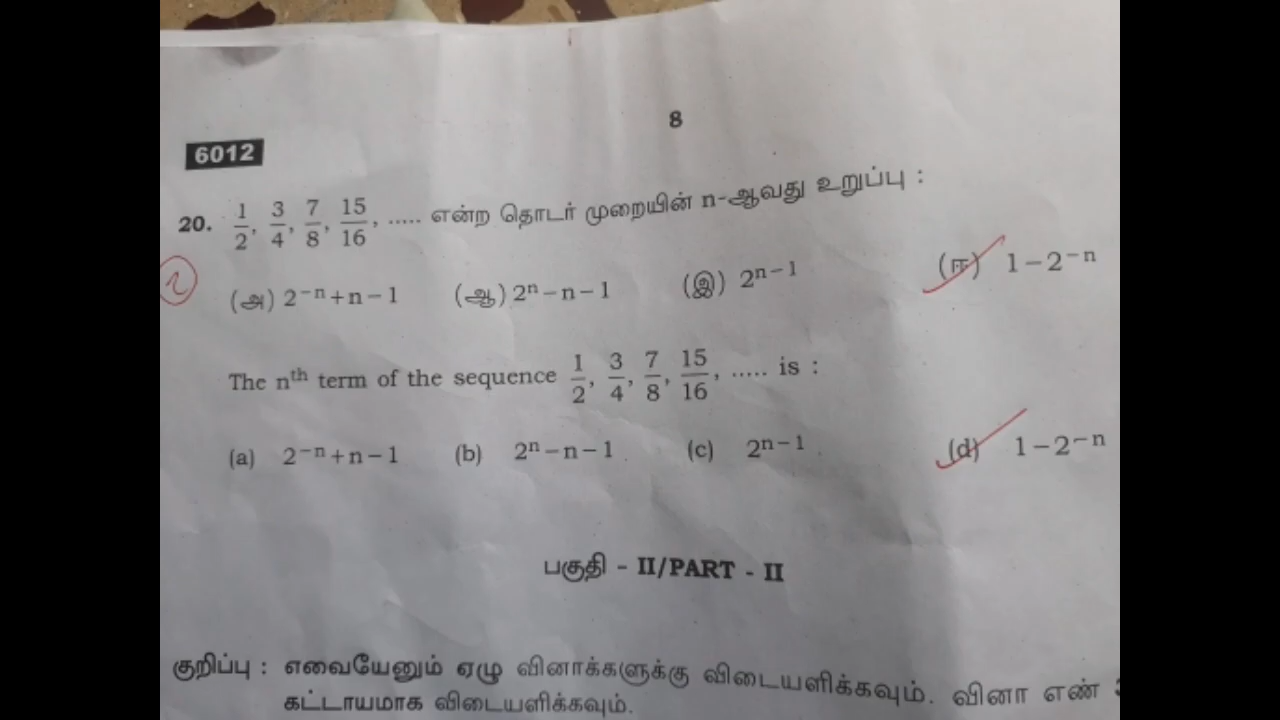 8
6012
20. 1/2, 3/4, 7/8, 15/16, ..... என்ற தொடர் முறையின் n-ஆவது உறுப்பு :
2
(அ) 2⁻ⁿ+n−1 (ஆ) 2ⁿ−n−1 (இ) 2ⁿ⁻¹ (ஈ) 1−2⁻ⁿ
The nᵗʰ term of the sequence 1/2, 3/4, 7/8, 15/16, ..... is :
(a) 2⁻ⁿ+n−1 (b) 2ⁿ−n−1 (c) 2ⁿ⁻¹ (d) 1−2⁻ⁿ
பகுதி - II/PART - II
குறிப்பு : எவையேனும் ஏழு வினாக்களுக்கு விடையளிக்கவும். வினா எண்
கட்டாயமாக விடையளிக்கவும்.